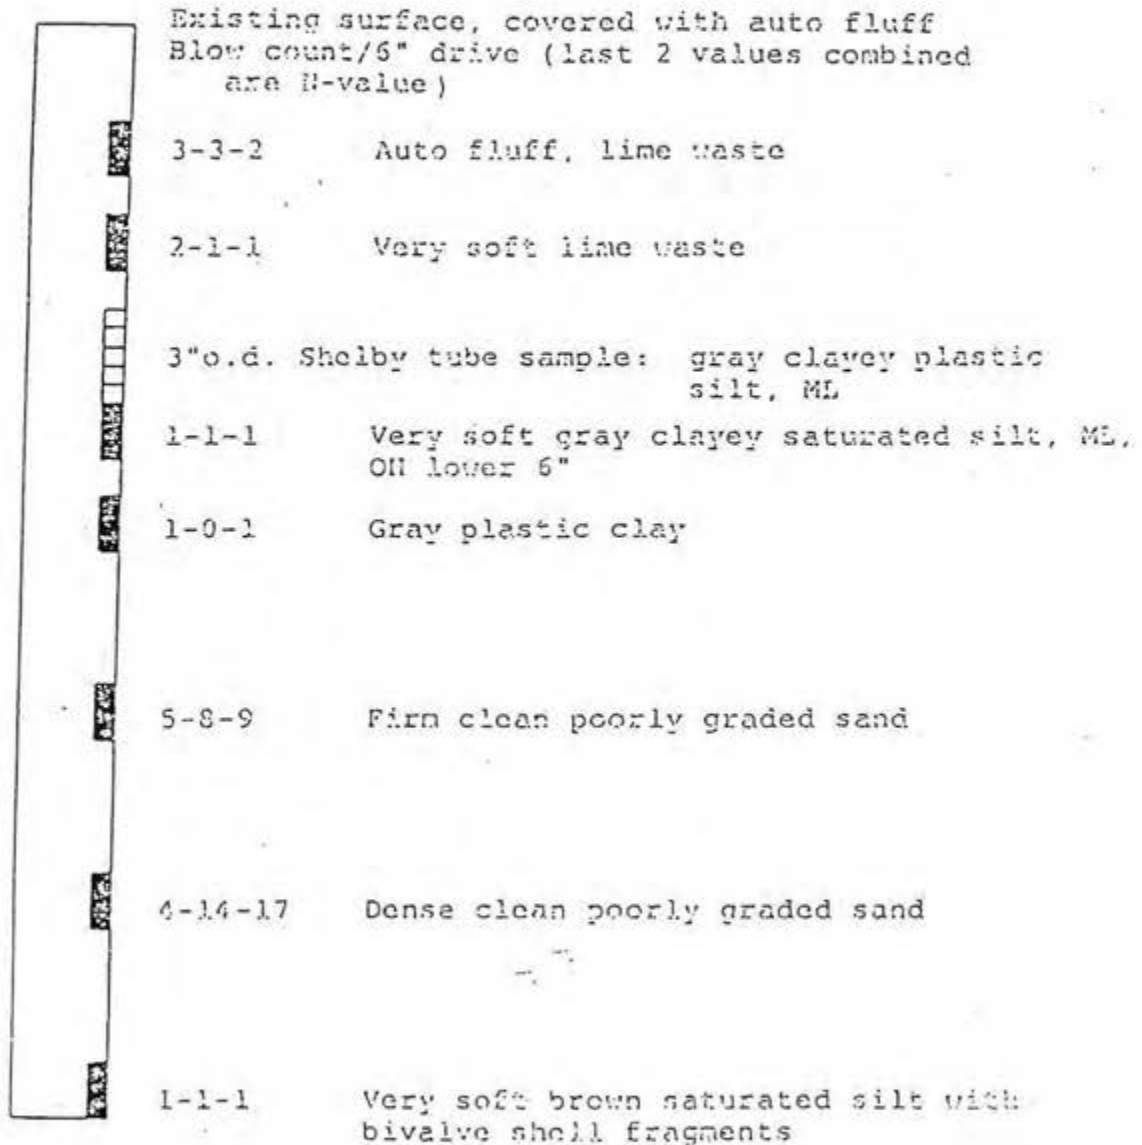 Existing surface, covered with auto fluff
Blow count/6" drive (last 2 values combined
are N-value)
3-3-2 Auto fluff, lime waste
2-1-1 Very soft lime waste
3"o.d. Shelby tube sample: gray clayey plastic
silt, ML
1-1-1 Very soft gray clayey saturated silt, ML,
OH lower 6"
1-0-1 Gray plastic clay
5-8-9 Firm clean poorly graded sand
4-14-17 Dense clean poorly graded sand
1-1-1 Very soft brown saturated silt with
bivalve shell fragments